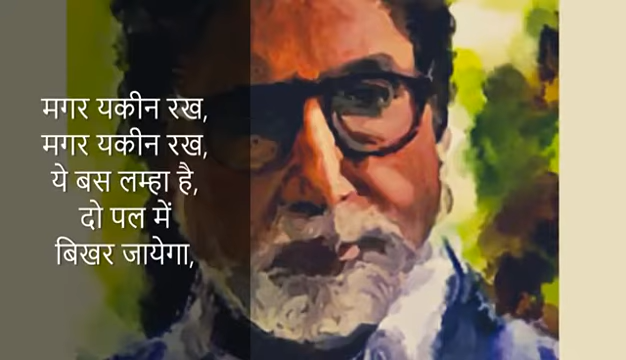 मगर यकीन रख,
मगर यकीन रख,
ये बस लम्हा है,
दो पल में
बिखर जायेगा,